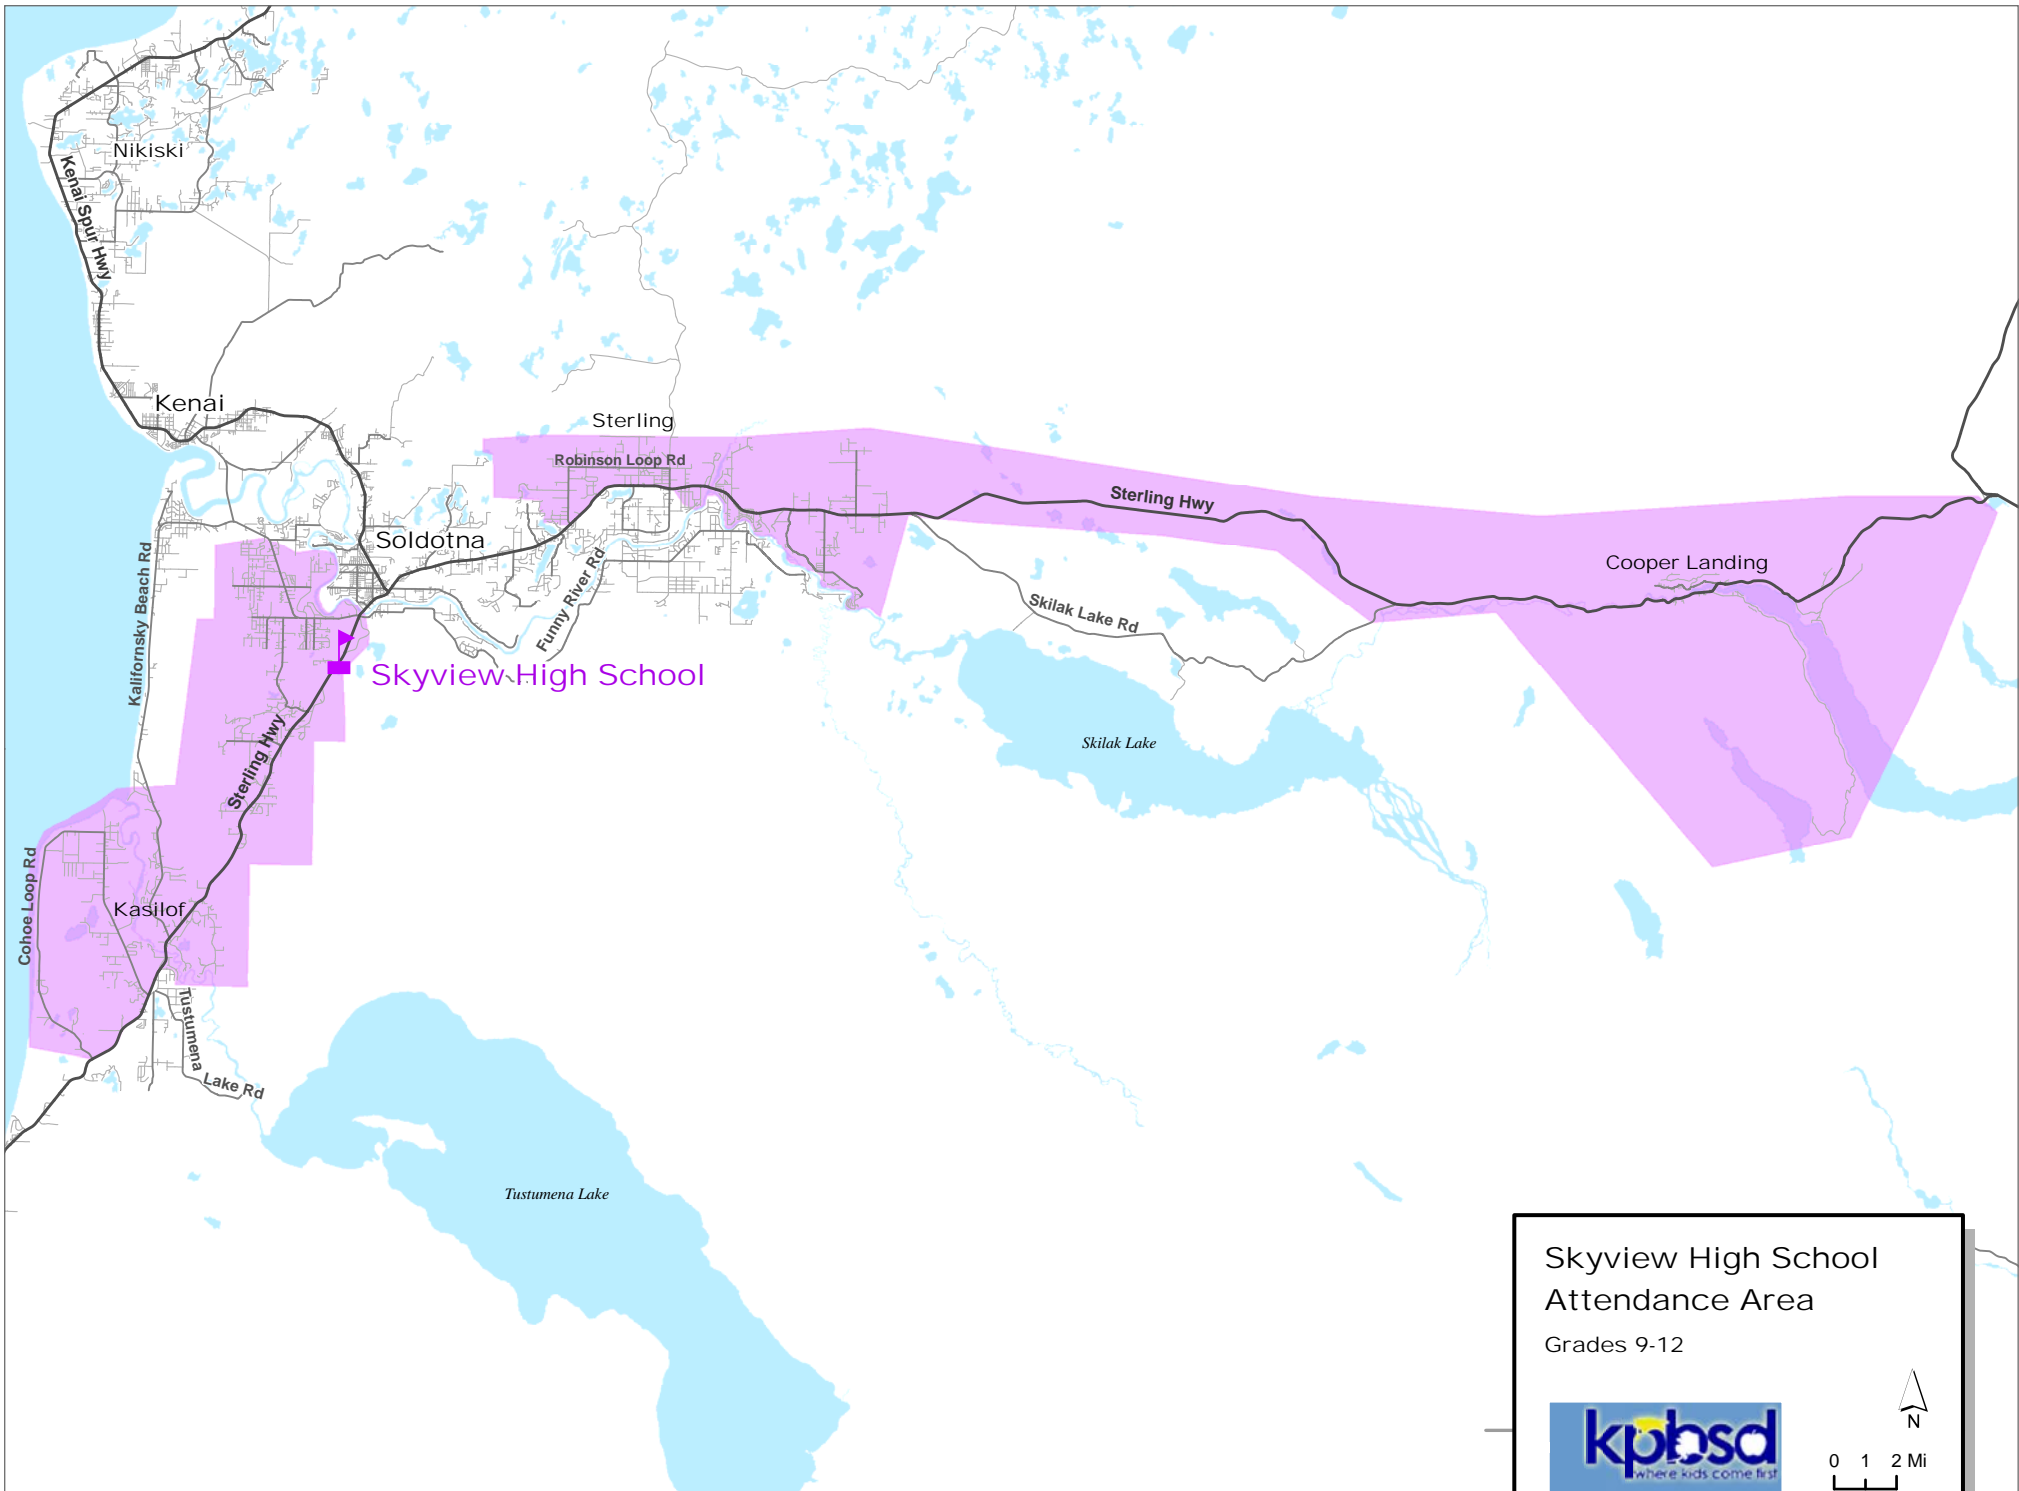 Nikiski
Kenai Spur Hwy
Kenai
Sterling
Robinson Loop Rd
Sterling Hwy
Soldotna
Cooper Landing
Kalifornsky Beach Rd
Funny River Rd
Skilak Lake Rd
Skyview High School
Sterling Hwy
Skilak Lake
Cohoe Loop Rd
Kasilof
Tustumena Lake Rd
Tustumena Lake
Skyview High School
Attendance Area
Grades 9-12
N
kpbsd
where kids come first
0 1 2 Mi